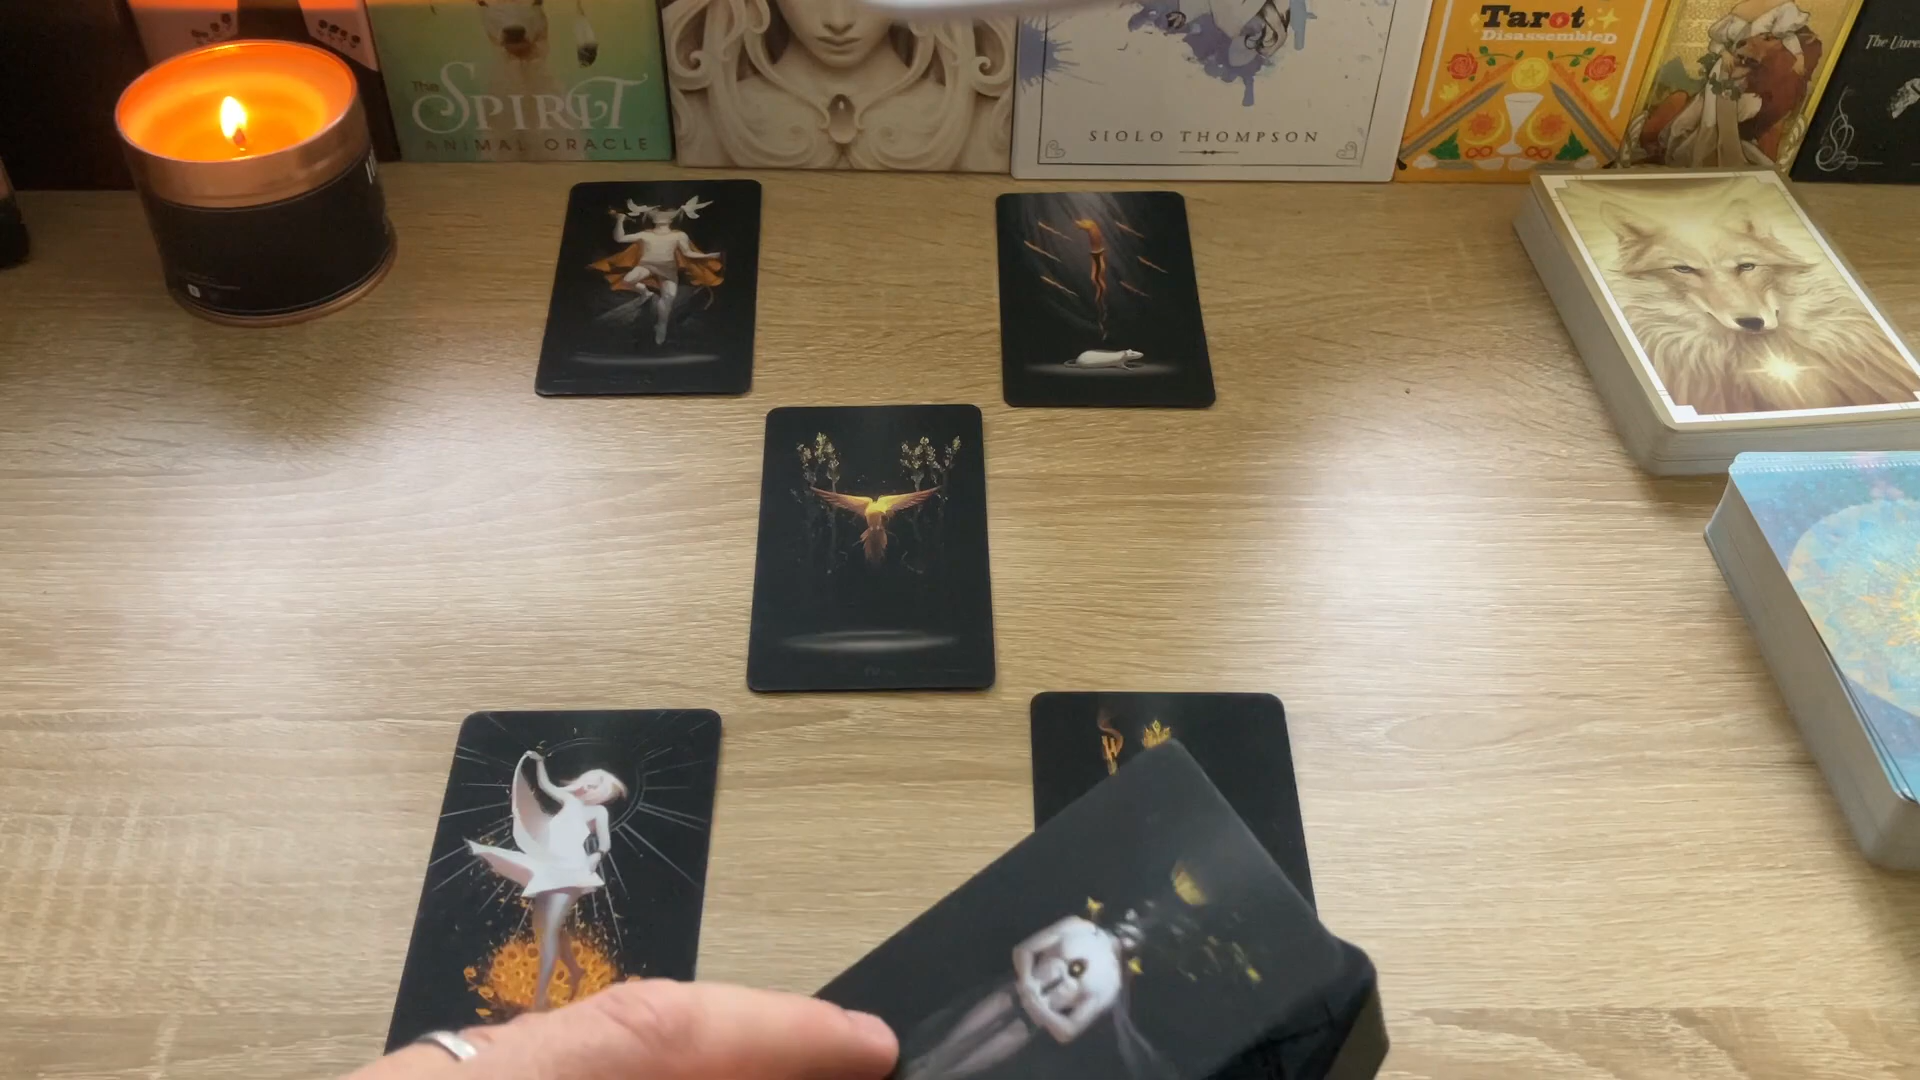 The
SPIRIT
ANIMAL ORACLE
SIOLO THOMPSON
Tarot
Disassembled